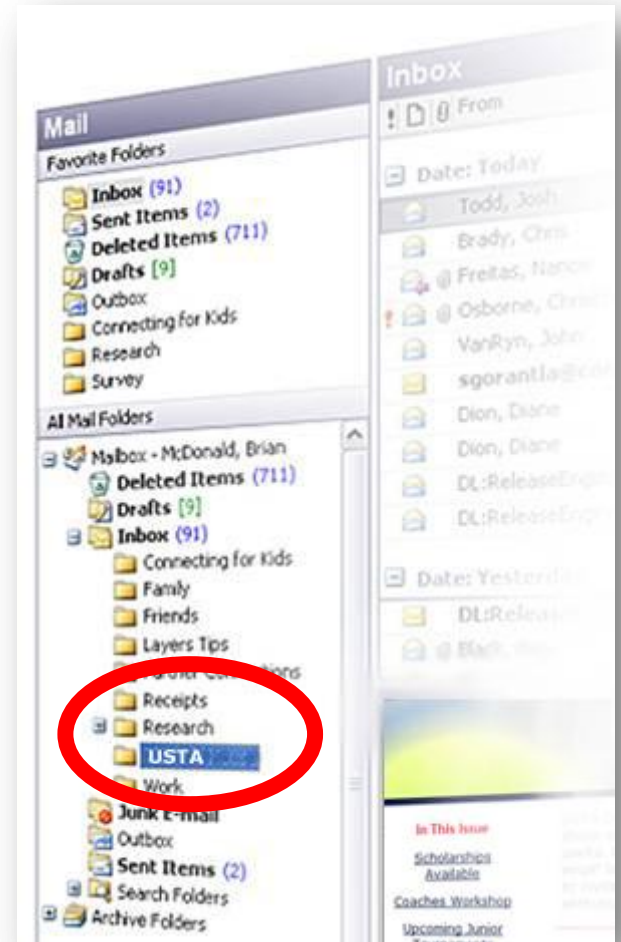 Mail
Favorite Folders
Inbox (91)
Sent Items (2)
Deleted Items (711)
Drafts [9]
Outbox
Connecting for Kids
Research
Survey
All Mail Folders
Mailbox - McDonald, Brian
Deleted Items (711)
Drafts [9]
Inbox (91)
Connecting for Kids
Family
Friends
Layers Tips
Receipts
Research
USTA
Work
Junk E-mail
Outbox
Sent Items (2)
Search Folders
Archive Folders
Inbox
! From
Date: Today
Todd, Josh
Brady, Chris
Freitas,
Osborne,
VanRyn, John
Dion, Diane
Dion, Diane
Date: Yesterday
In This Issue
Scholarships
Available
Coaches Workshop
Upcoming Junior